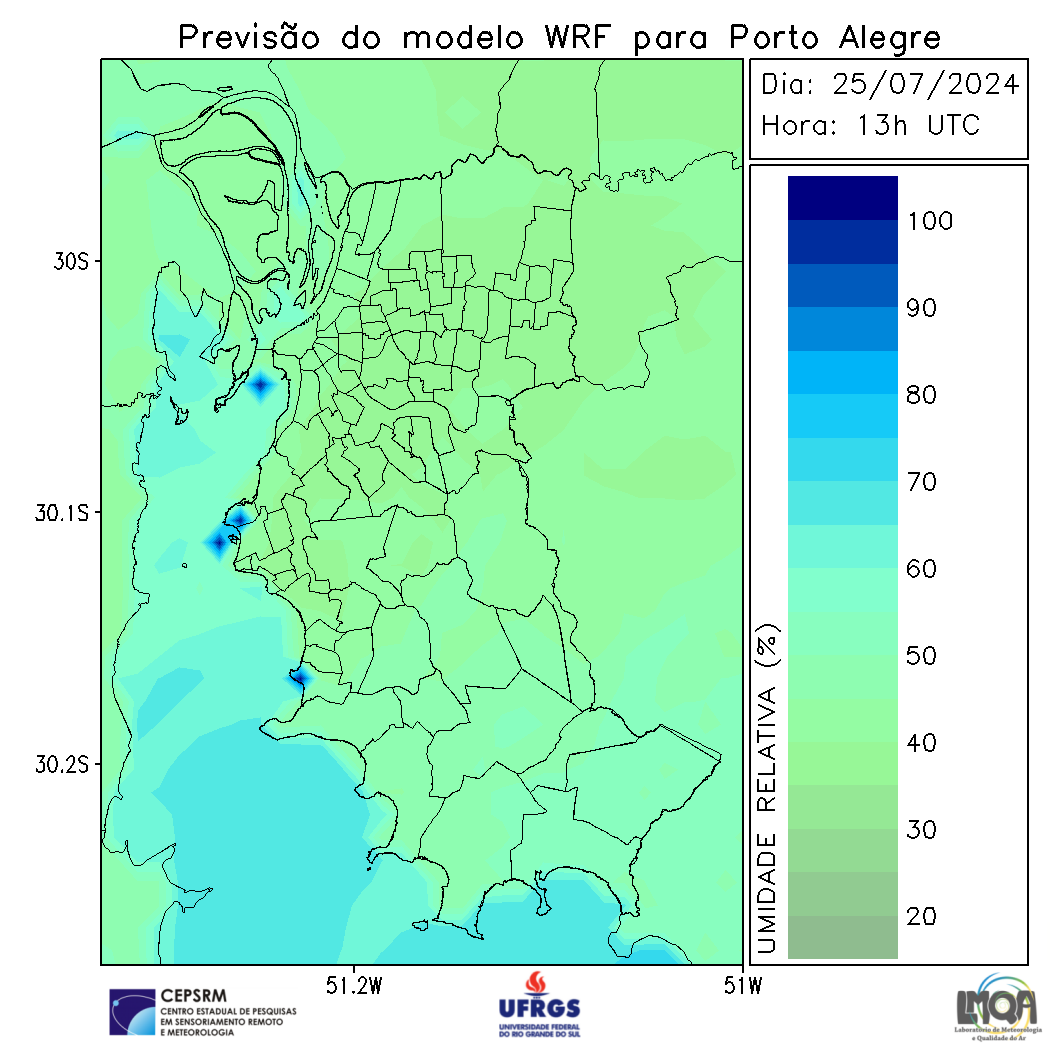 Previsão do modelo WRF para Porto Alegre
Dia: 25/07/2024
Hora: 13h UTC
100
90
80
70
60
50
40
30
20
UMIDADE RELATIVA (%)
30S
30.1S
30.2S
51.2W
51W
CEPSRM
CENTRO ESTADUAL DE PESQUISAS
EM SENSORIAMENTO REMOTO
E METEOROLOGIA
UFRGS
UNIVERSIDADE FEDERAL
DO RIO GRANDE DO SUL
LMQA
Laboratório de Meteorologia
e Qualidade do Ar